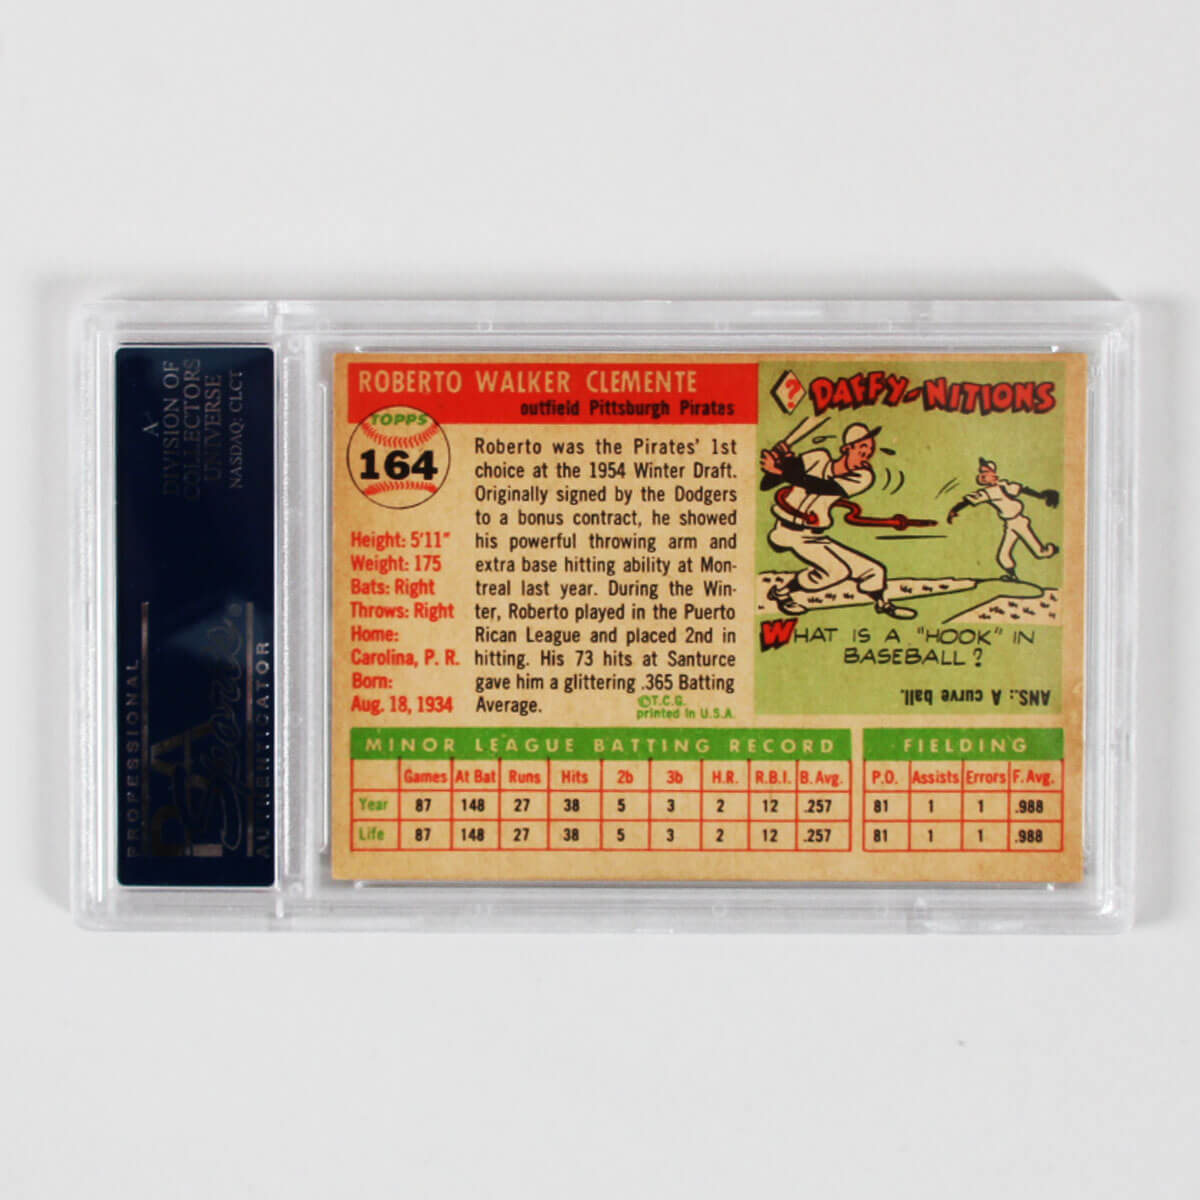 A
DIVISION OF
COLLECTORS
UNIVERSE
NASDAQ: CLCT
PROFESSIONAL
PSA
Sports
AUTHENTICATOR
ROBERTO WALKER CLEMENTE
outfield Pittsburgh Pirates
TOPPS
164
Height: 5'11"
Weight: 175
Bats: Right
Throws: Right
Home:
Carolina, P. R.
Born:
Aug. 18, 1934
Roberto was the Pirates' 1st
choice at the 1954 Winter Draft.
Originally signed by the Dodgers
to a bonus contract, he showed
his powerful throwing arm and
extra base hitting ability at Mon-
treal last year. During the Win-
ter, Roberto played in the Puerto
Rican League and placed 2nd in
hitting. His 73 hits at Santurce
gave him a glittering .365 Batting
Average.
©T.C.G.
printed in U.S.A.
? DAFFY-NITIONS
WHAT IS A "HOOK" IN
BASEBALL?
ANS.: A curve ball.
MINOR LEAGUE BATTING RECORD
Games At Bat Runs Hits 2b 3b H.R. R.B.I. B. Avg.
Year 87 148 27 38 5 3 2 12 .257
Life 87 148 27 38 5 3 2 12 .257
FIELDING
P.O. Assists Errors F. Avg.
81 1 1 .988
81 1 1 .988